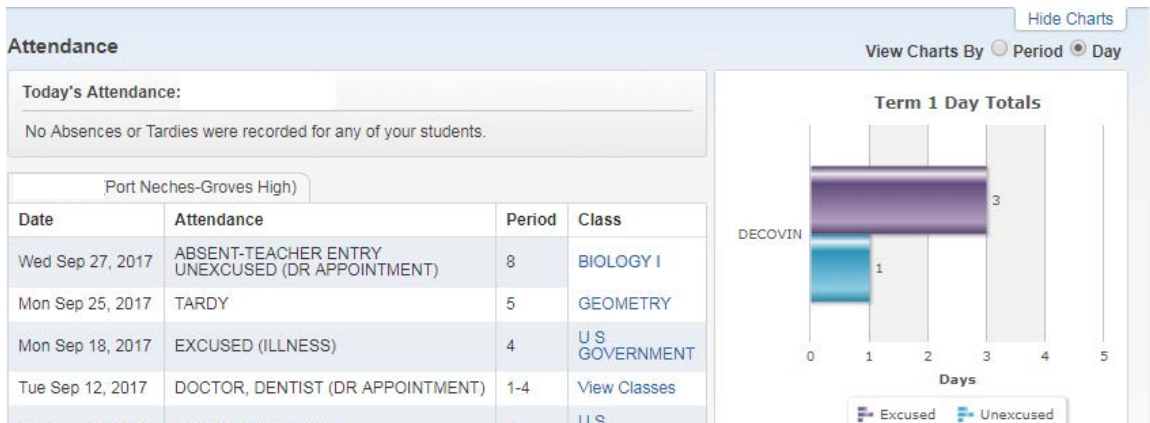 Hide Charts
Attendance
View Charts By Period Day
Today's Attendance:
No Absences or Tardies were recorded for any of your students.
Port Neches-Groves High)
Date Attendance Period Class
Wed Sep 27, 2017 ABSENT-TEACHER ENTRY UNEXCUSED (DR APPOINTMENT) 8 BIOLOGY I
Mon Sep 25, 2017 TARDY 5 GEOMETRY
Mon Sep 18, 2017 EXCUSED (ILLNESS) 4 U S GOVERNMENT
Tue Sep 12, 2017 DOCTOR, DENTIST (DR APPOINTMENT) 1-4 View Classes
U S
Term 1 Day Totals
3
DECOVIN
1
0 1 2 3 4 5
Days
Excused Unexcused